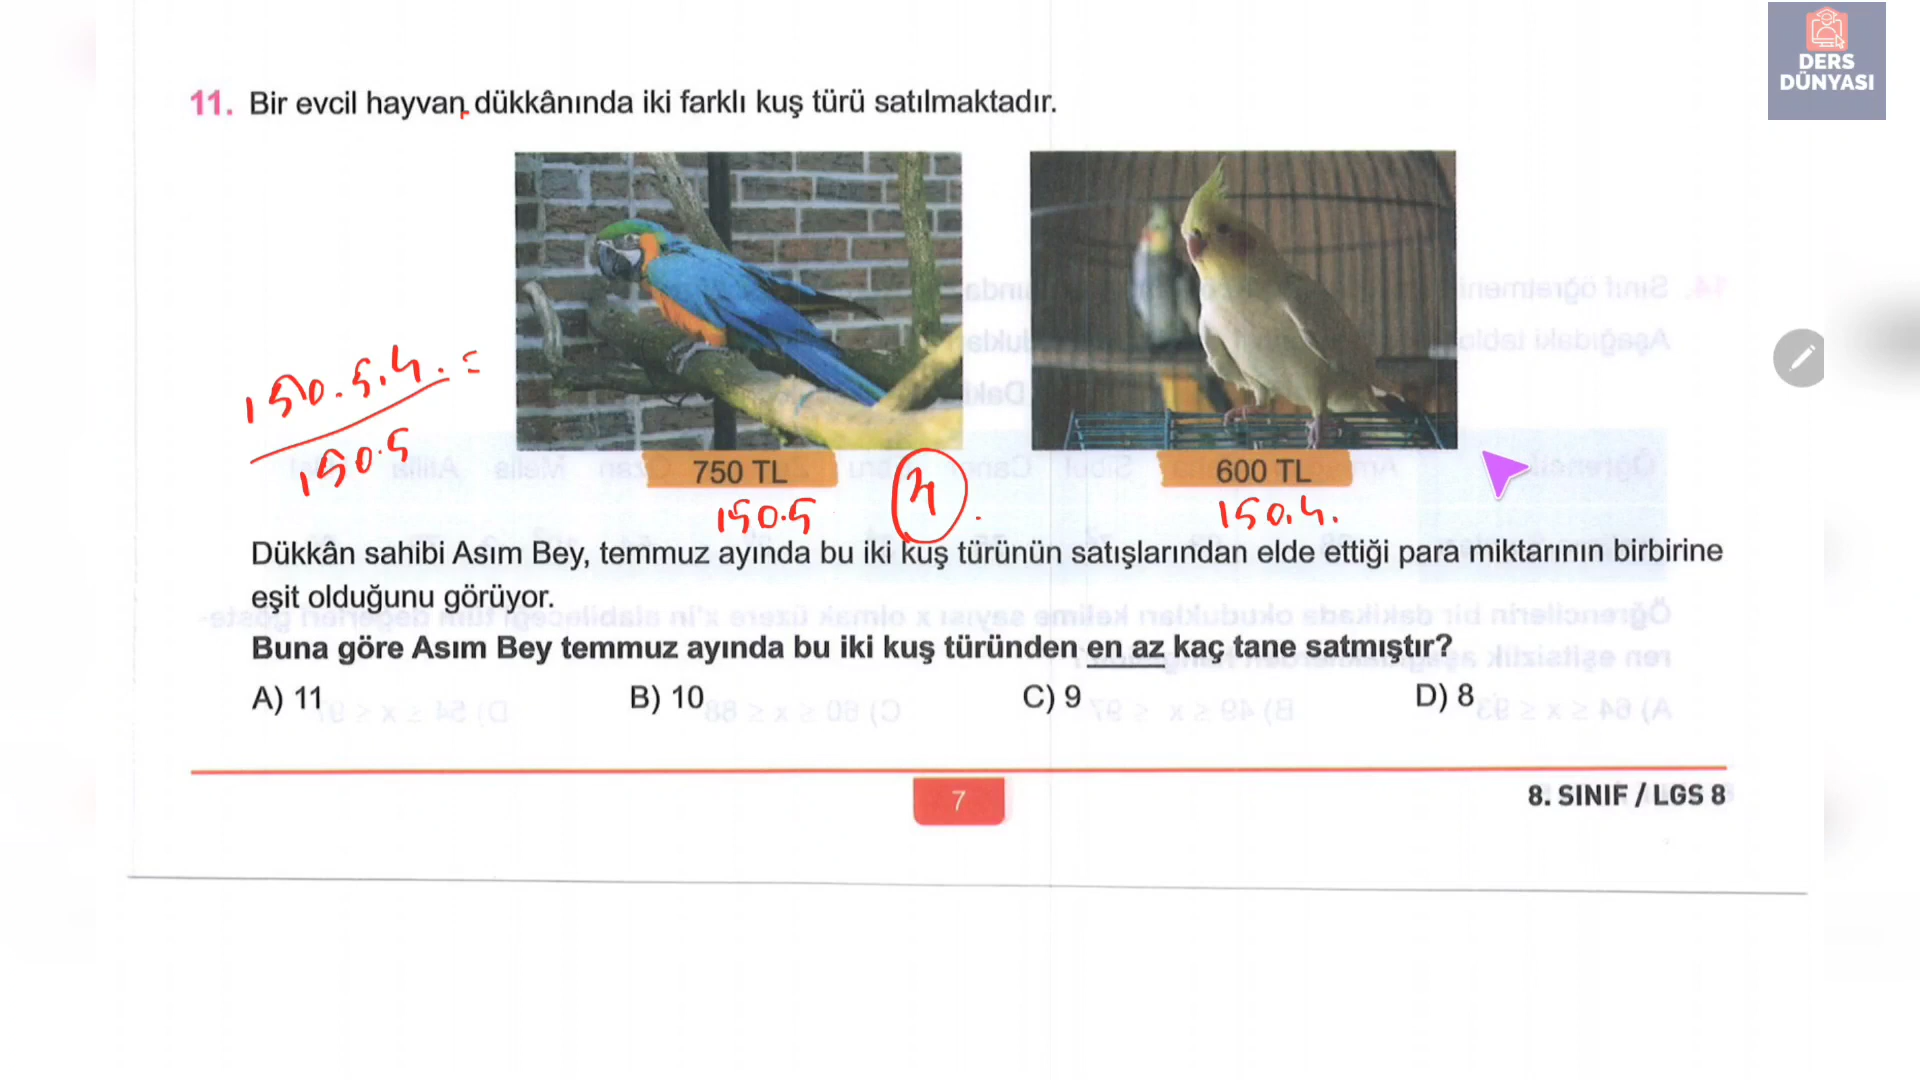 DERS
DÜNYASI
11. Bir evcil hayvan dükkânında iki farklı kuş türü satılmaktadır.
150.5.4. =
150.5
750 TL
600 TL
150.5
4
150.4.
Dükkân sahibi Asım Bey, temmuz ayında bu iki kuş türünün satışlarından elde ettiği para miktarının birbirine
eşit olduğunu görüyor.
Buna göre Asım Bey temmuz ayında bu iki kuş türünden en az kaç tane satmıştır?
A) 11 B) 10 C) 9 D) 8
7
8. SINIF / LGS 8